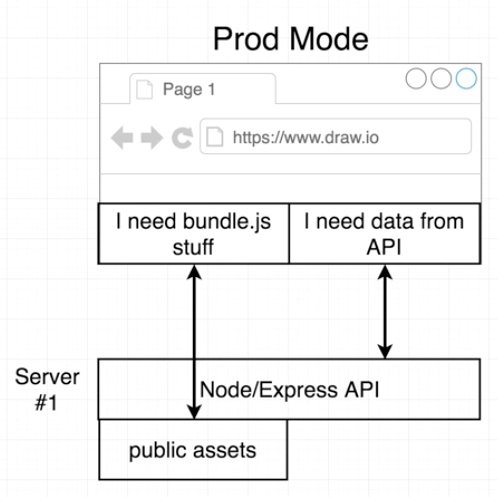 Prod Mode
Page 1
https://www.draw.io
I need bundle.js
stuff
I need data from
API
Server
#1
Node/Express API
public assets